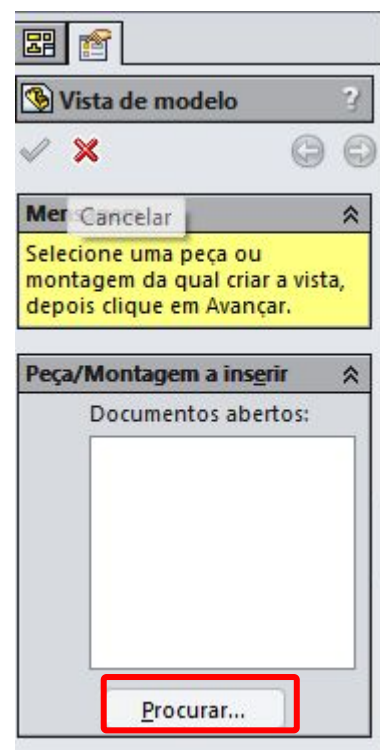 Vista de modelo ?
Cancelar
Selecione uma peça ou
montagem da qual criar a vista,
depois clique em Avançar.
Peça/Montagem a inserir
Documentos abertos:
Procurar...